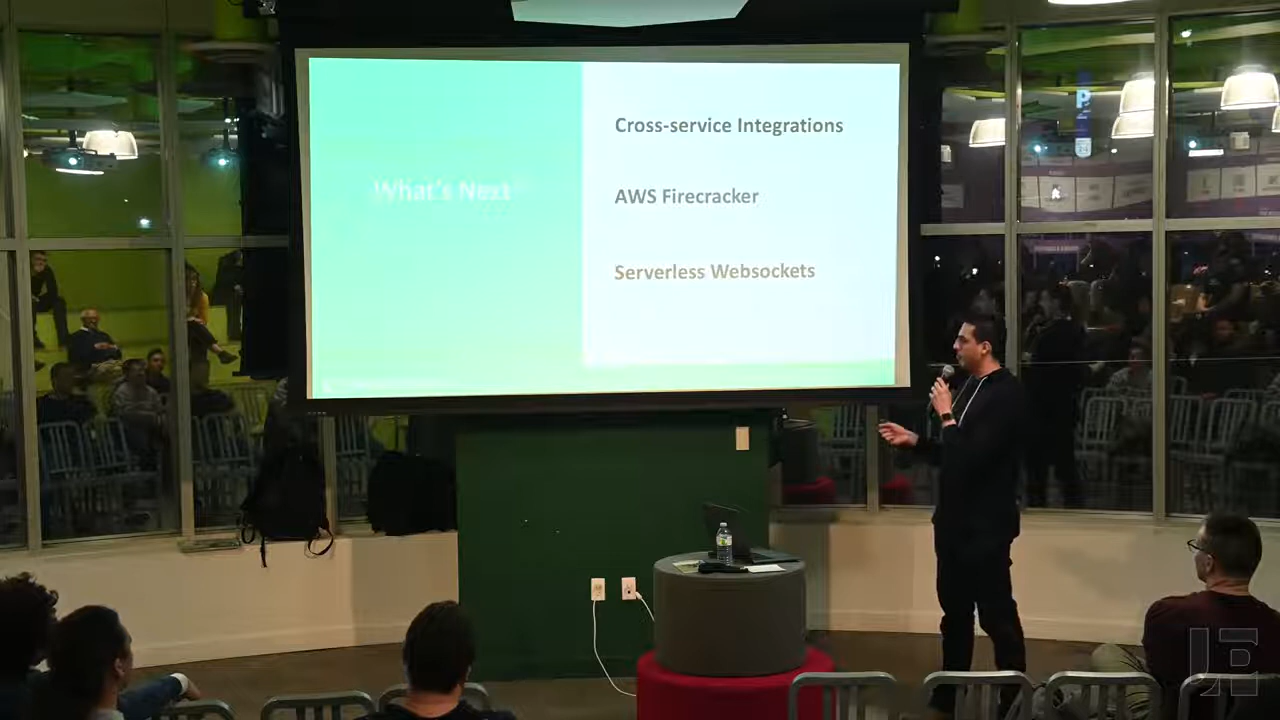 What's Next
Cross-service Integrations
AWS Firecracker
Serverless Websockets